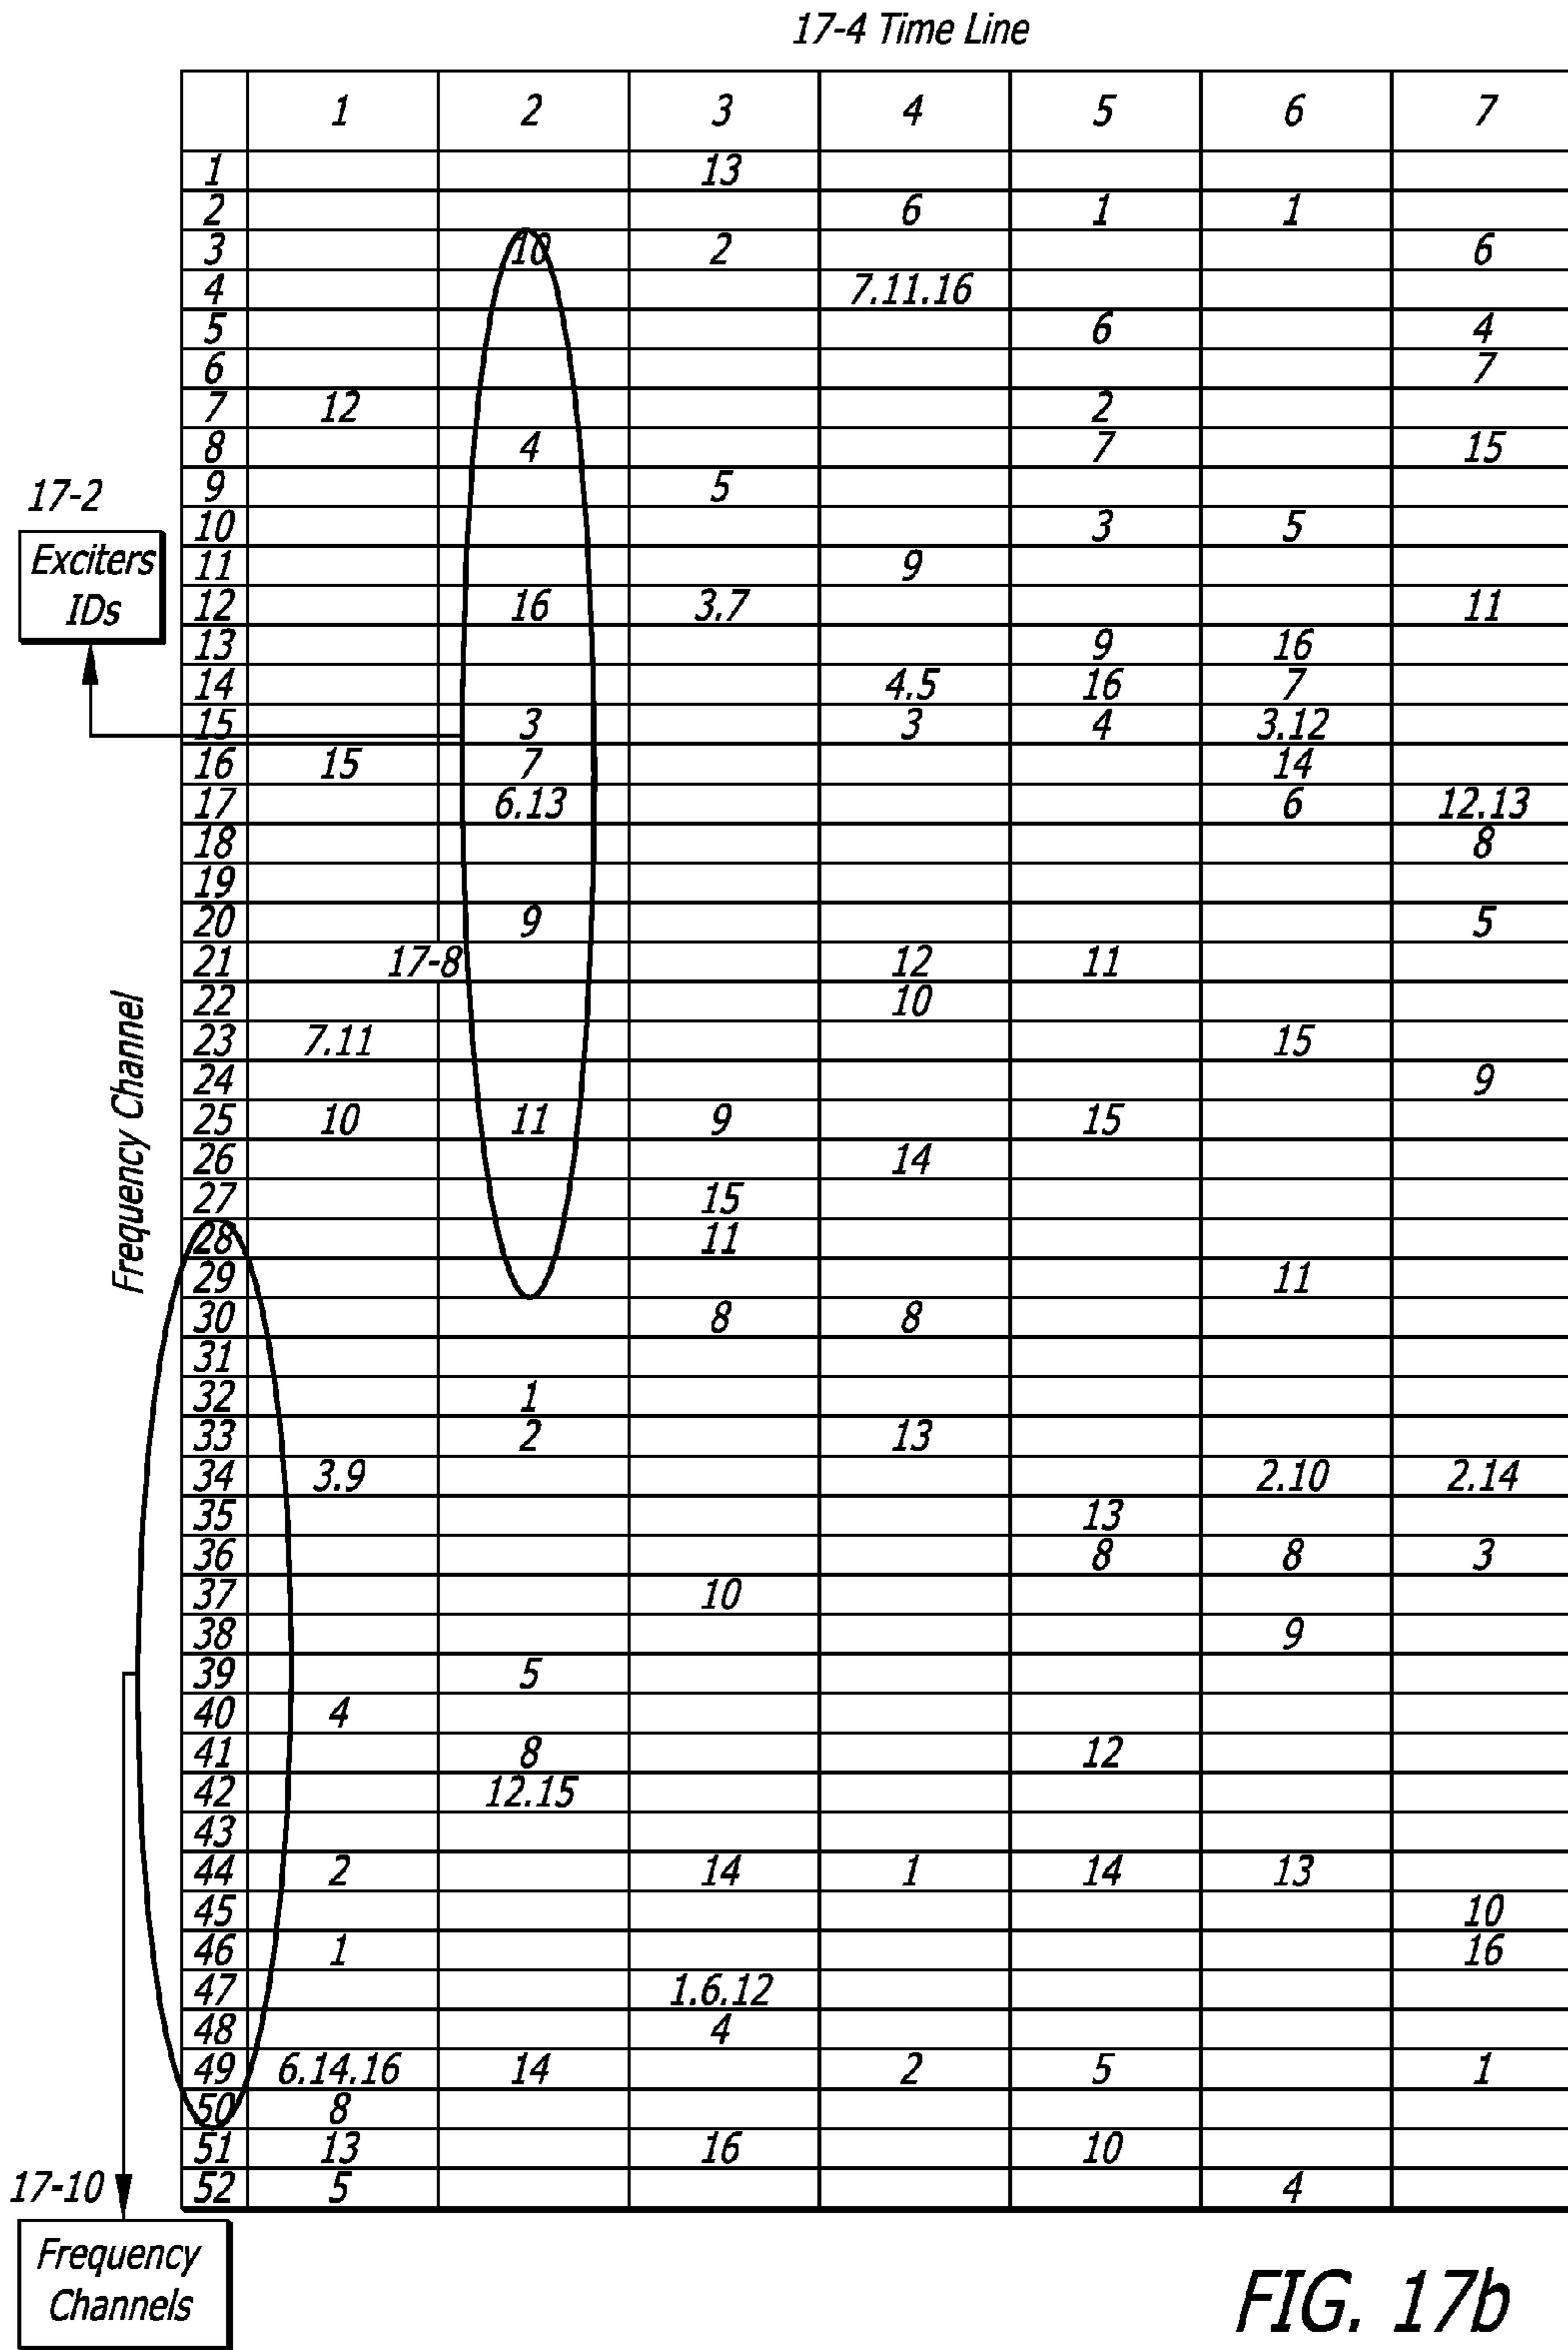 17-4 Time Line
1 2 3 4 5 6 7
1 13
2 6 1 1
3 10 2 6
4 7.11.16
5 6 4
6 7
7 12 2
8 4 7 15
9 5
17-2
10 3 5
Exciters
IDs
11 9
12 16 3.7 11
13 9 16
14 4.5 16 7
15 3 3 4 3.12
16 15 7 14
17 6.13 6 12.13
18 8
19
20 9 5
21 17-8 12 11
22 10
23 7.11 15
24 9
25 10 11 9 15
26 14
27 15
28 11
29 11
Frequency Channel
30 8 8
31
32 1
33 2 13
34 3.9 2.10 2.14
35 13
36 8 8 3
37 10
38 9
39 5
40 4
41 8 12
42 12.15
43
44 2 14 1 14 13
45 10
46 1 16
47 1.6.12
48 4
49 6.14.16 14 2 5 1
50 8
51 13 16 10
52 5 4
17-10
Frequency
Channels
FIG. 17b